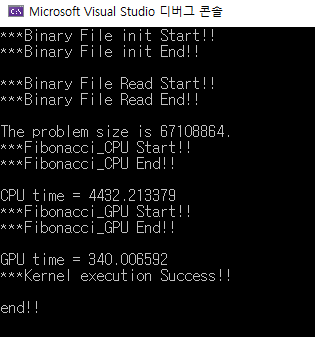 Microsoft Visual Studio 디버그 콘솔
***Binary File init Start!!
***Binary File init End!!
***Binary File Read Start!!
***Binary File Read End!!
The problem size is 67108864.
***Fibonacci_CPU Start!!
***Fibonacci_CPU End!!
CPU time = 4432.213379
***Fibonacci_GPU Start!!
***Fibonacci_GPU End!!
GPU time = 340.006592
***Kernel execution Success!!
end!!